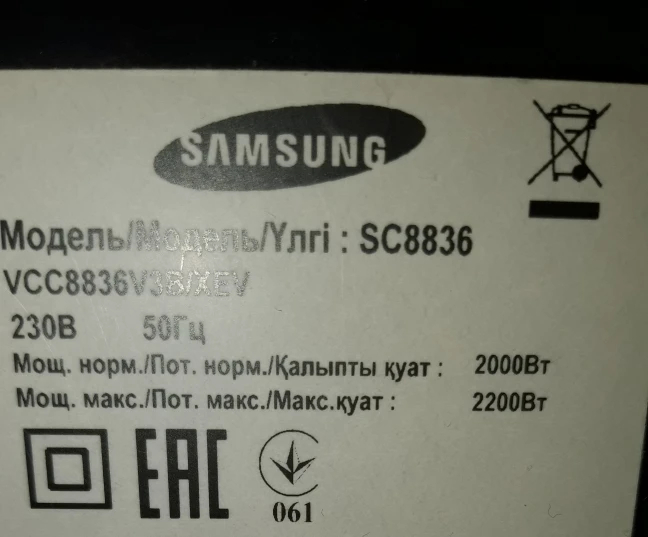 SAMSUNG
Модель/Модель/Үлгі : SC8836
VCC8836V3B/XEV
230В 50Гц
Мощ. норм./Пот. норм./Қалыпты қуат : 2000Вт
Мощ. макс./Пот. макс./Макс.қуат : 2200Вт
EAC
061